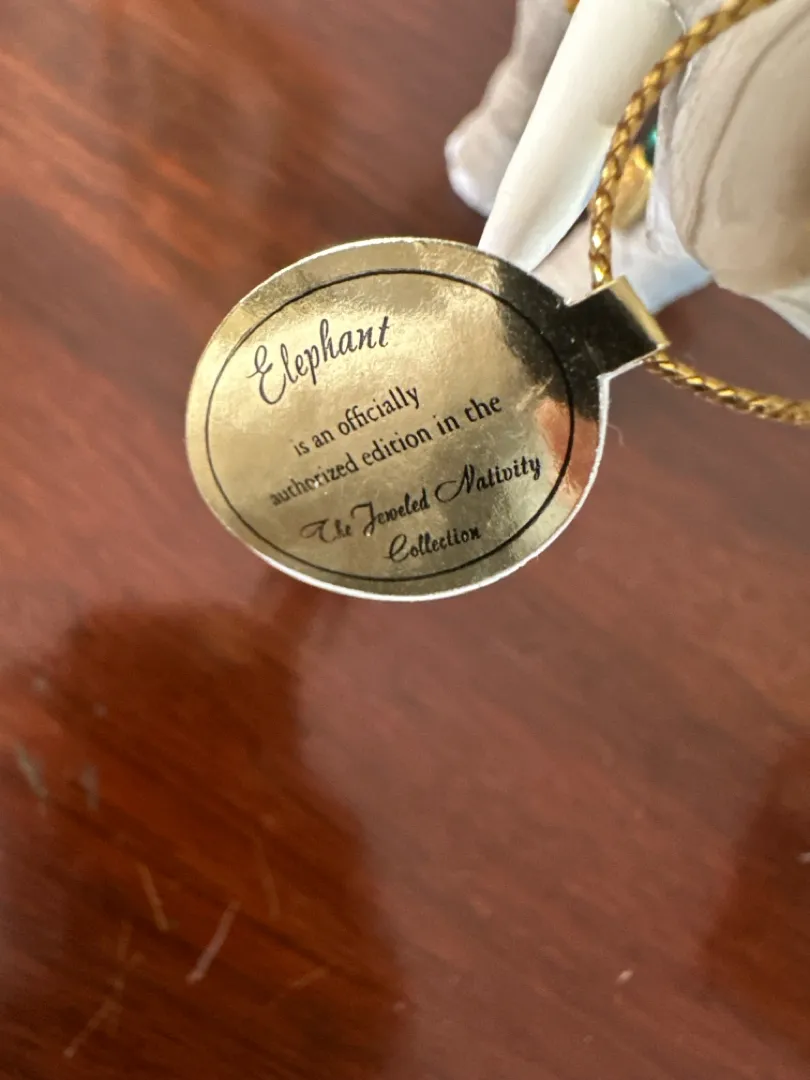 Elephant
is an officially
authorized edition in the
The Jeweled Nativity
Collection